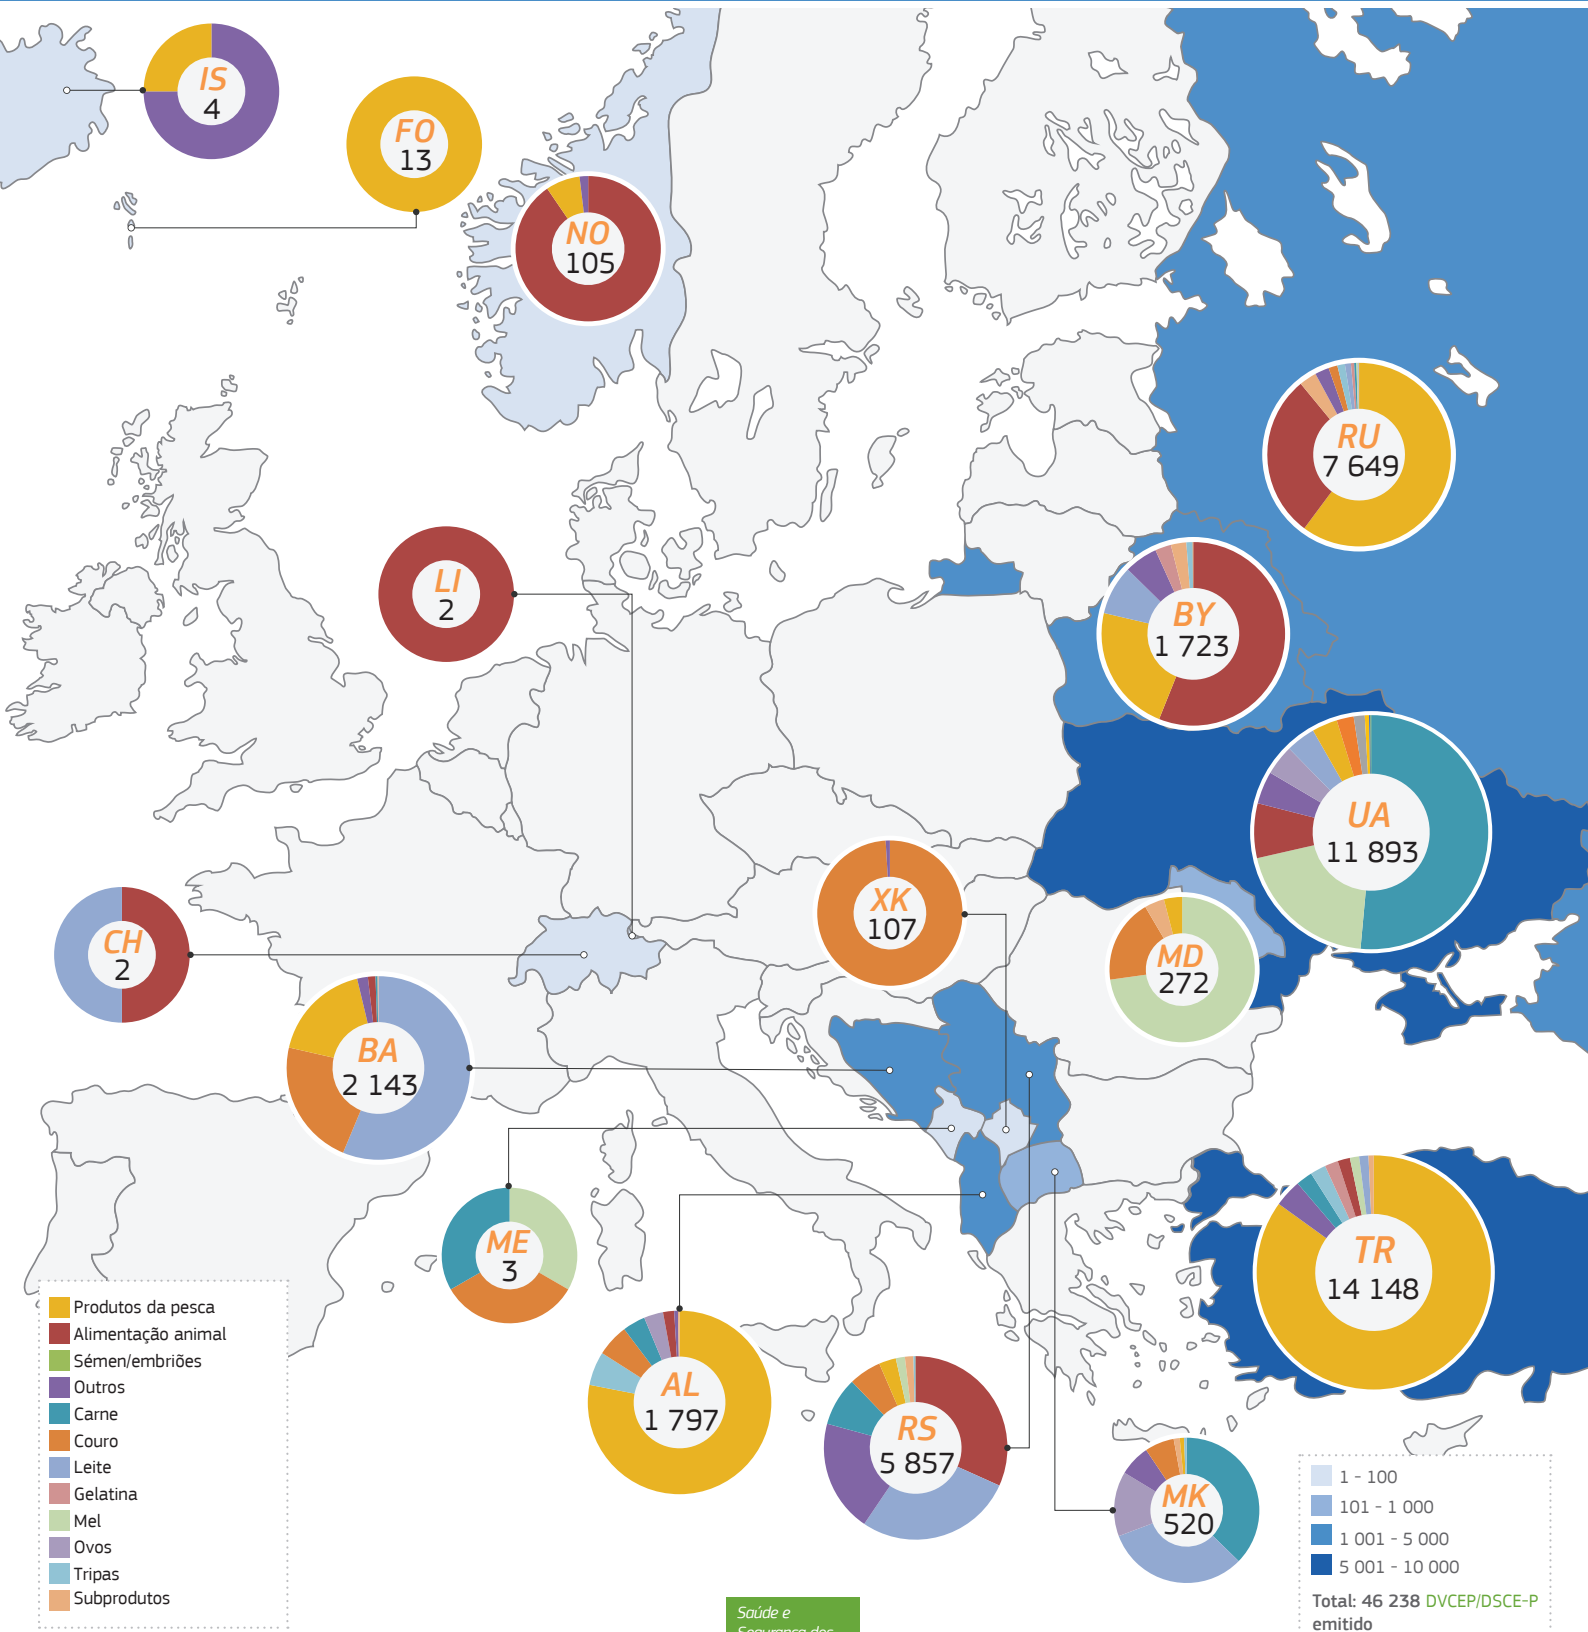 IS
4
FO
13
NO
105
RU
7 649
LI
2
BY
1 723
UA
11 893
XK
107
CH
2
MD
272
BA
2 143
ME
3
TR
14 148
AL
1 797
RS
5 857
MK
520
Produtos da pesca
Alimentação animal
Sémen/embriões
Outros
Carne
Couro
Leite
Gelatina
Mel
Ovos
Tripas
Subprodutos
1 - 100
101 - 1 000
1 001 - 5 000
5 001 - 10 000
Total: 46 238 DVCEP/DSCE-P
emitido
Saúde e
Segurança dos